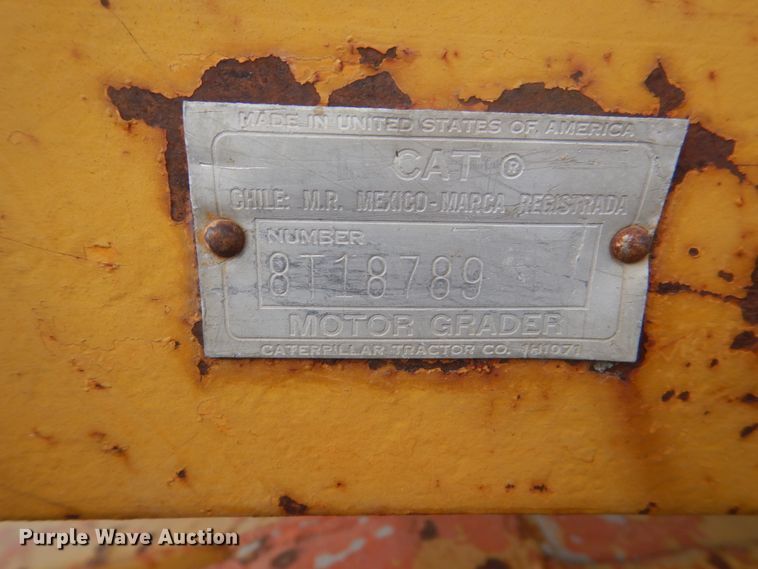 MADE IN UNITED STATES OF AMERICA
CAT ®
CHILE: M.R. MEXICO-MARCA REGISTRADA
NUMBER
8T18789
MOTOR GRADER
CATERPILLAR TRACTOR CO. 1H1077
Purple Wave Auction